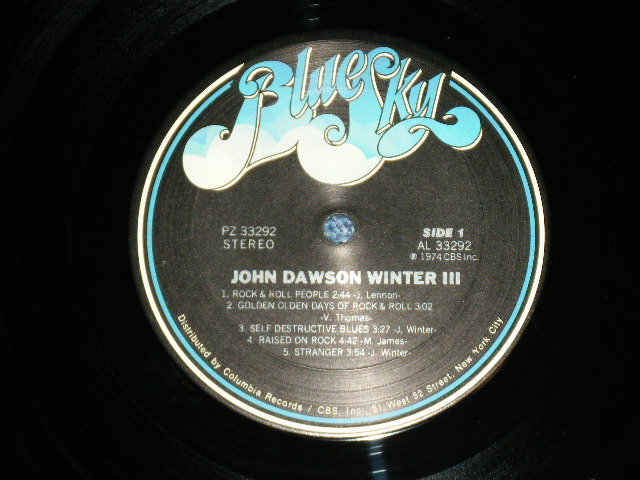 Blue Sky
PZ 33292
STEREO
SIDE 1
AL 33292
℗ 1974 CBS Inc.
JOHN DAWSON WINTER III
1. ROCK & ROLL PEOPLE 2:44 -J. Lennon-
2. GOLDEN OLDEN DAYS OF ROCK & ROLL 3:02
-V. Thomas-
3. SELF DESTRUCTIVE BLUES 3:27 -J. Winter-
4. RAISED ON ROCK 4:42 -M. James-
5. STRANGER 3:54 -J. Winter-
Distributed by Columbia Records / CBS, Inc., 51 West 52 Street, New York City